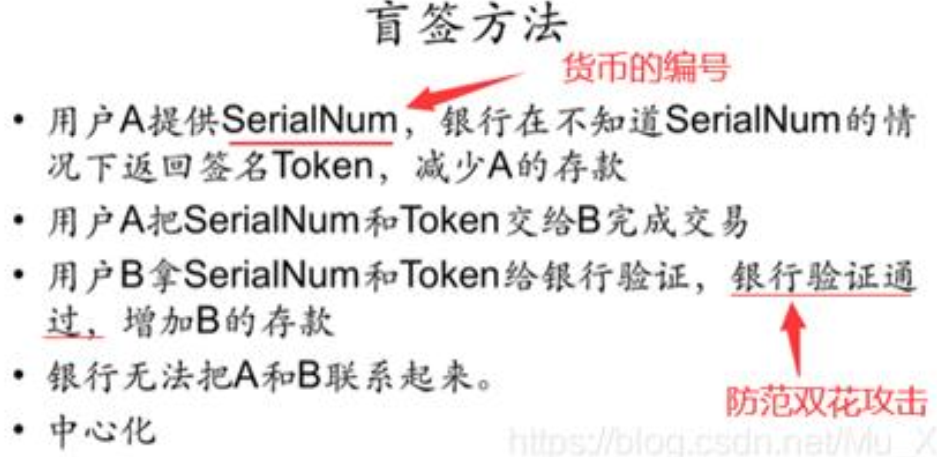 盲签方法
货币的编号
• 用户A提供SerialNum，银行在不知道SerialNum的情
况下返回签名Token，减少A的存款
• 用户A把SerialNum和Token交给B完成交易
• 用户B拿SerialNum和Token给银行验证，银行验证通
过，增加B的存款
• 银行无法把A和B联系起来。
防范双花攻击
• 中心化
https://blog.csdn.net/Mu_X